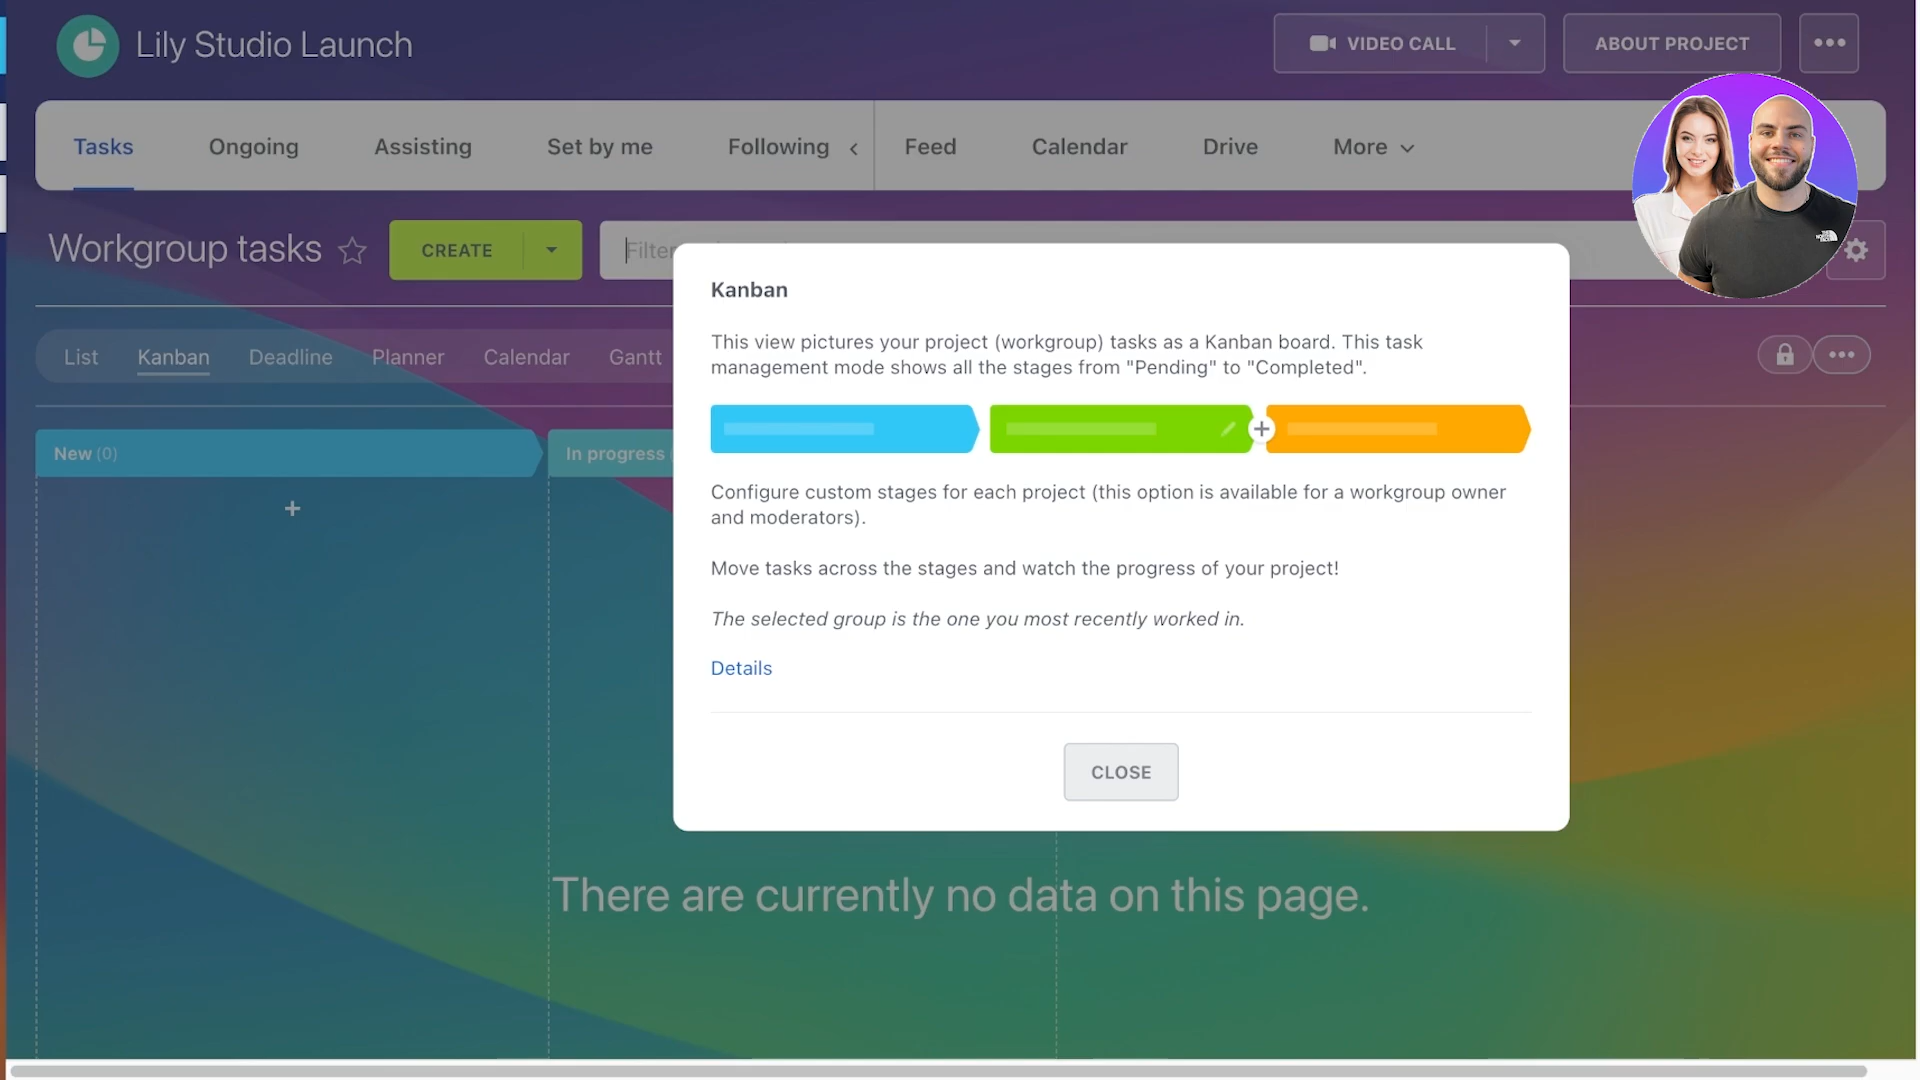 Lily Studio Launch
VIDEO CALL
ABOUT PROJECT
Tasks
Ongoing
Assisting
Set by me
Following
Feed
Calendar
Drive
More
Workgroup tasks
CREATE
Filter
List
Kanban
Deadline
Planner
Calendar
Gantt
New (0)
In progress
Kanban
This view pictures your project (workgroup) tasks as a Kanban board. This task
management mode shows all the stages from "Pending" to "Completed".
Configure custom stages for each project (this option is available for a workgroup owner
and moderators).
Move tasks across the stages and watch the progress of your project!
The selected group is the one you most recently worked in.
Details
CLOSE
There are currently no data on this page.